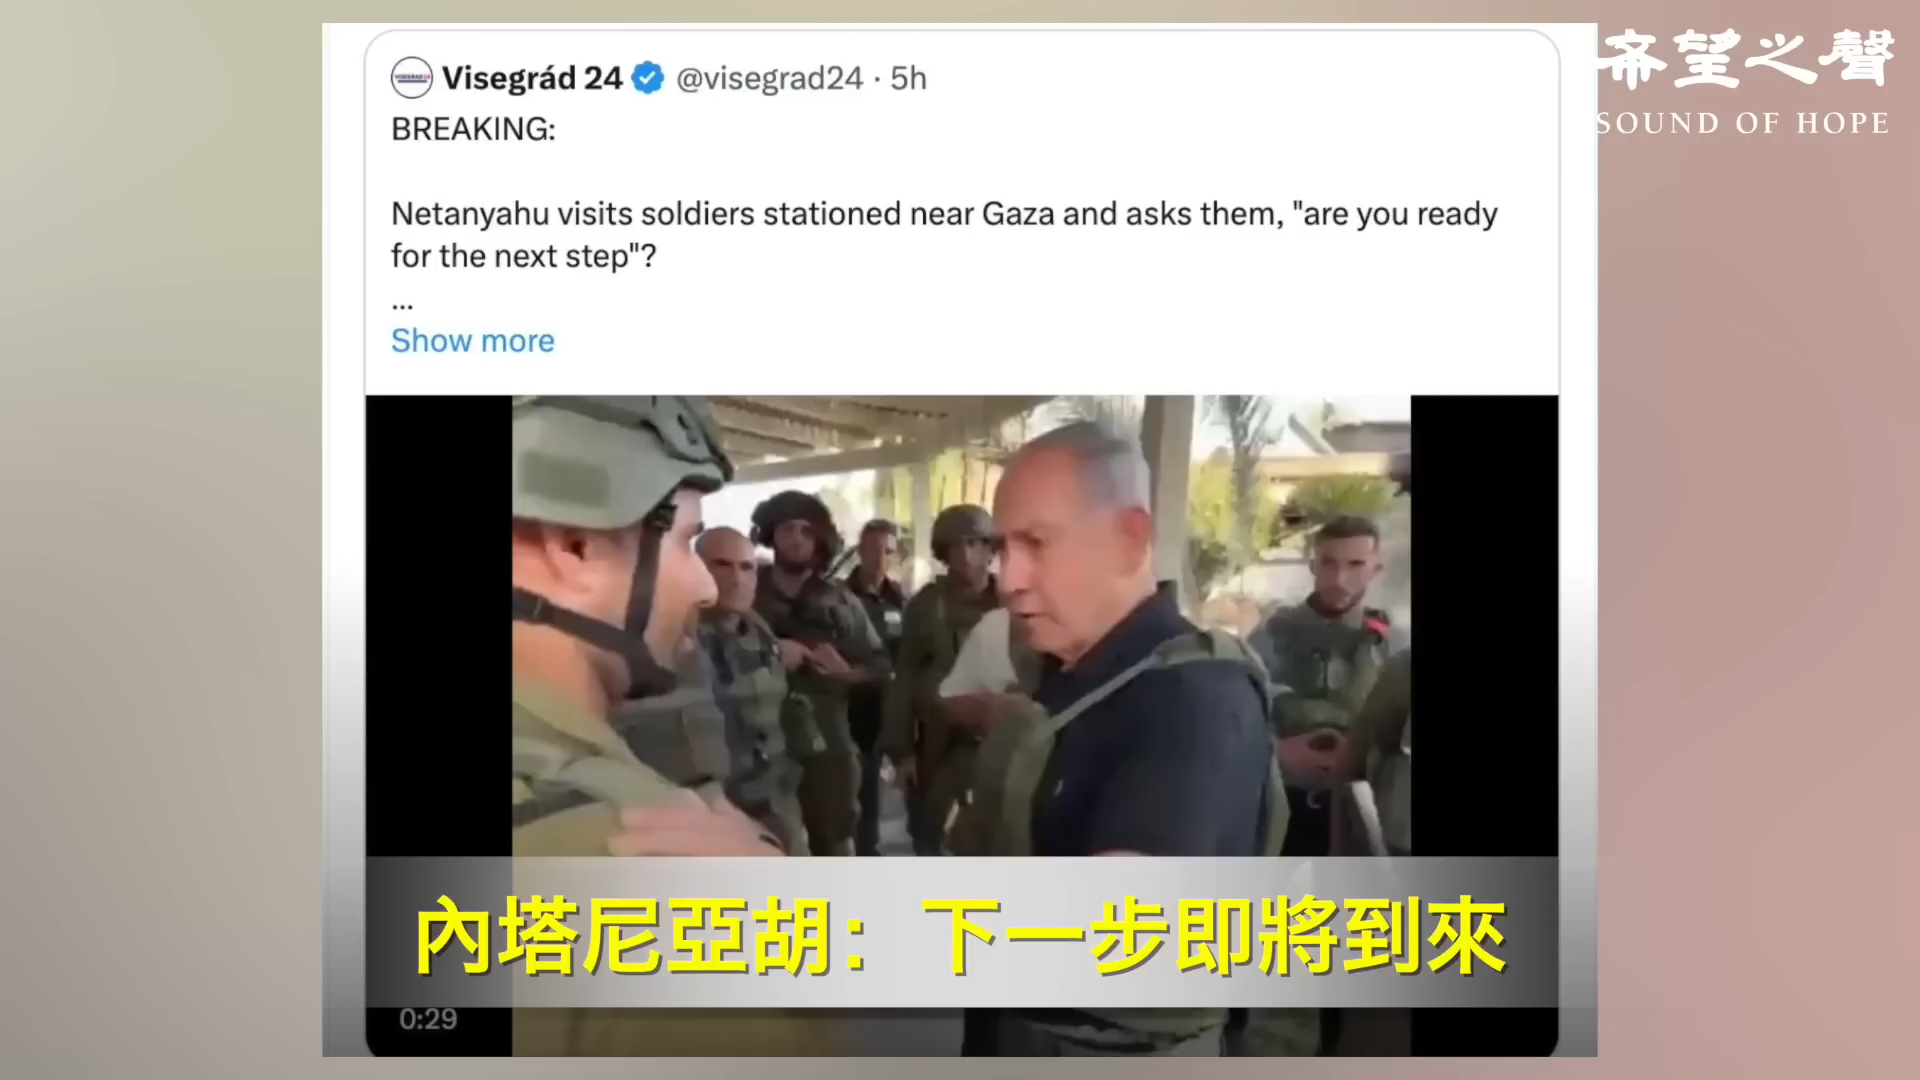 Visegrád 24 @visegrad24 · 5h
BREAKING:
Netanyahu visits soldiers stationed near Gaza and asks them, "are you ready
for the next step"?
...
Show more
希望之聲
SOUND OF HOPE
內塔尼亞胡：下一步即將到來
0:29